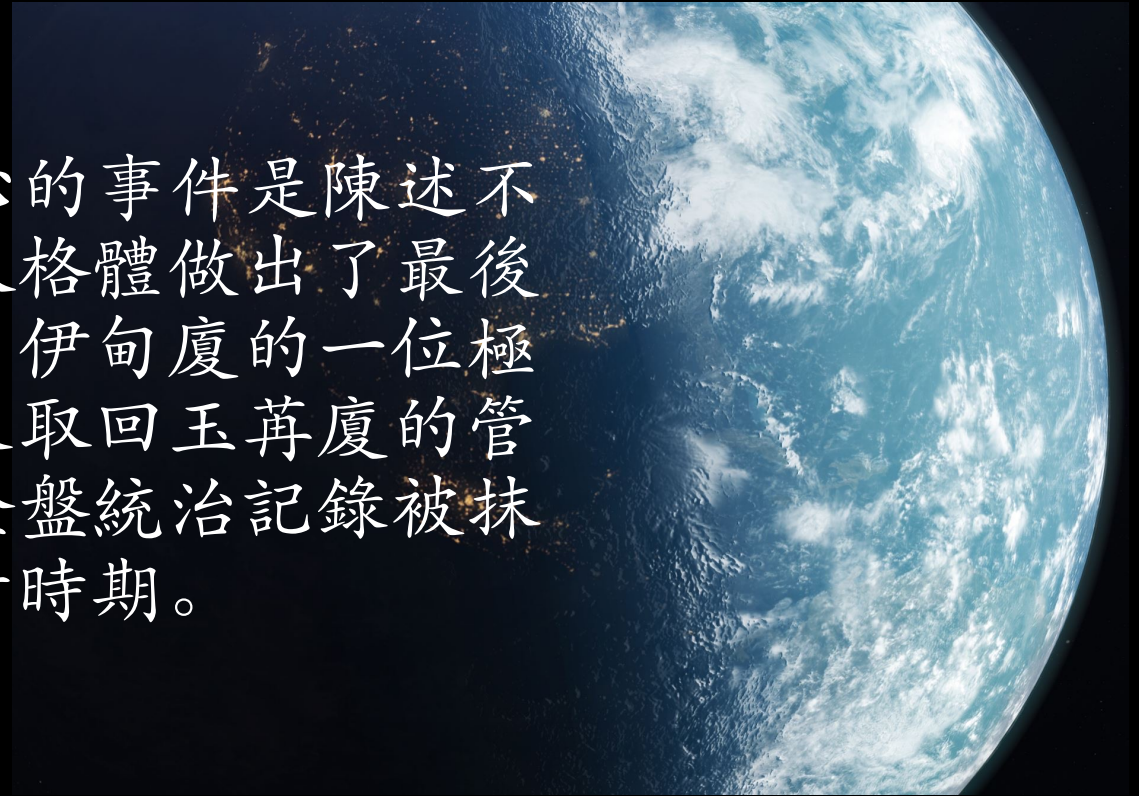 的事件是陳述不
格體做出了最後
伊甸廈的一位極
取回玉苒廈的管
盤統治記錄被抹
時期。